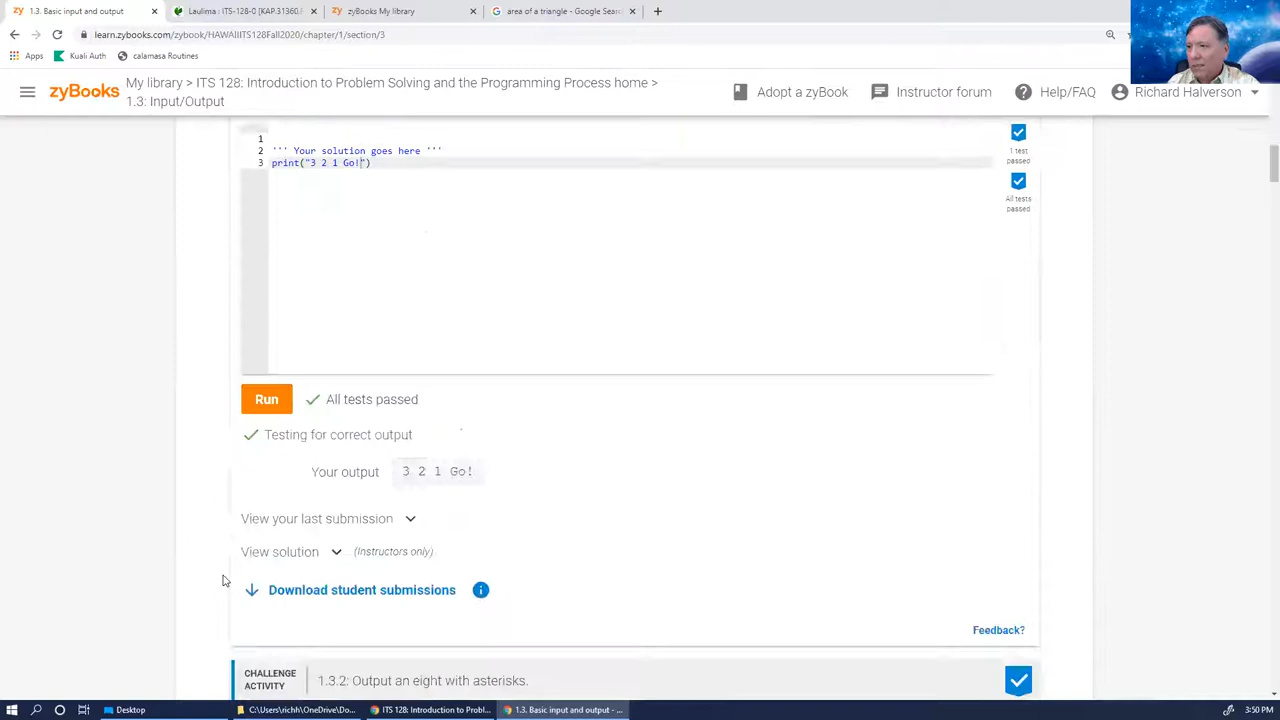 1.3. Basic input and output
Laulima : ITS-128-0 [KAP.31360.F
zyBooks My library
area of a triangle - Google Sear
learn.zybooks.com/zybook/HAWAIIITS128Fall2020/chapter/1/section/3
Apps Kuali Auth calamasa Routines
zyBooks My library > ITS 128: Introduction to Problem Solving and the Programming Process home >
1.3: Input/Output
Adopt a zyBook Instructor forum Help/FAQ Richard Halverson
1
2 ''' Your solution goes here '''
3 print("3 2 1 Go!")
1 test
passed
All tests
passed
Run All tests passed
Testing for correct output
Your output 3 2 1 Go!
View your last submission
View solution (Instructors only)
Download student submissions
Feedback?
CHALLENGE
ACTIVITY
1.3.2: Output an eight with asterisks.
Desktop C:\Users\richh\OneDrive\Do... ITS 128: Introduction to Probl... 1.3. Basic input and output - ... 3:50 PM